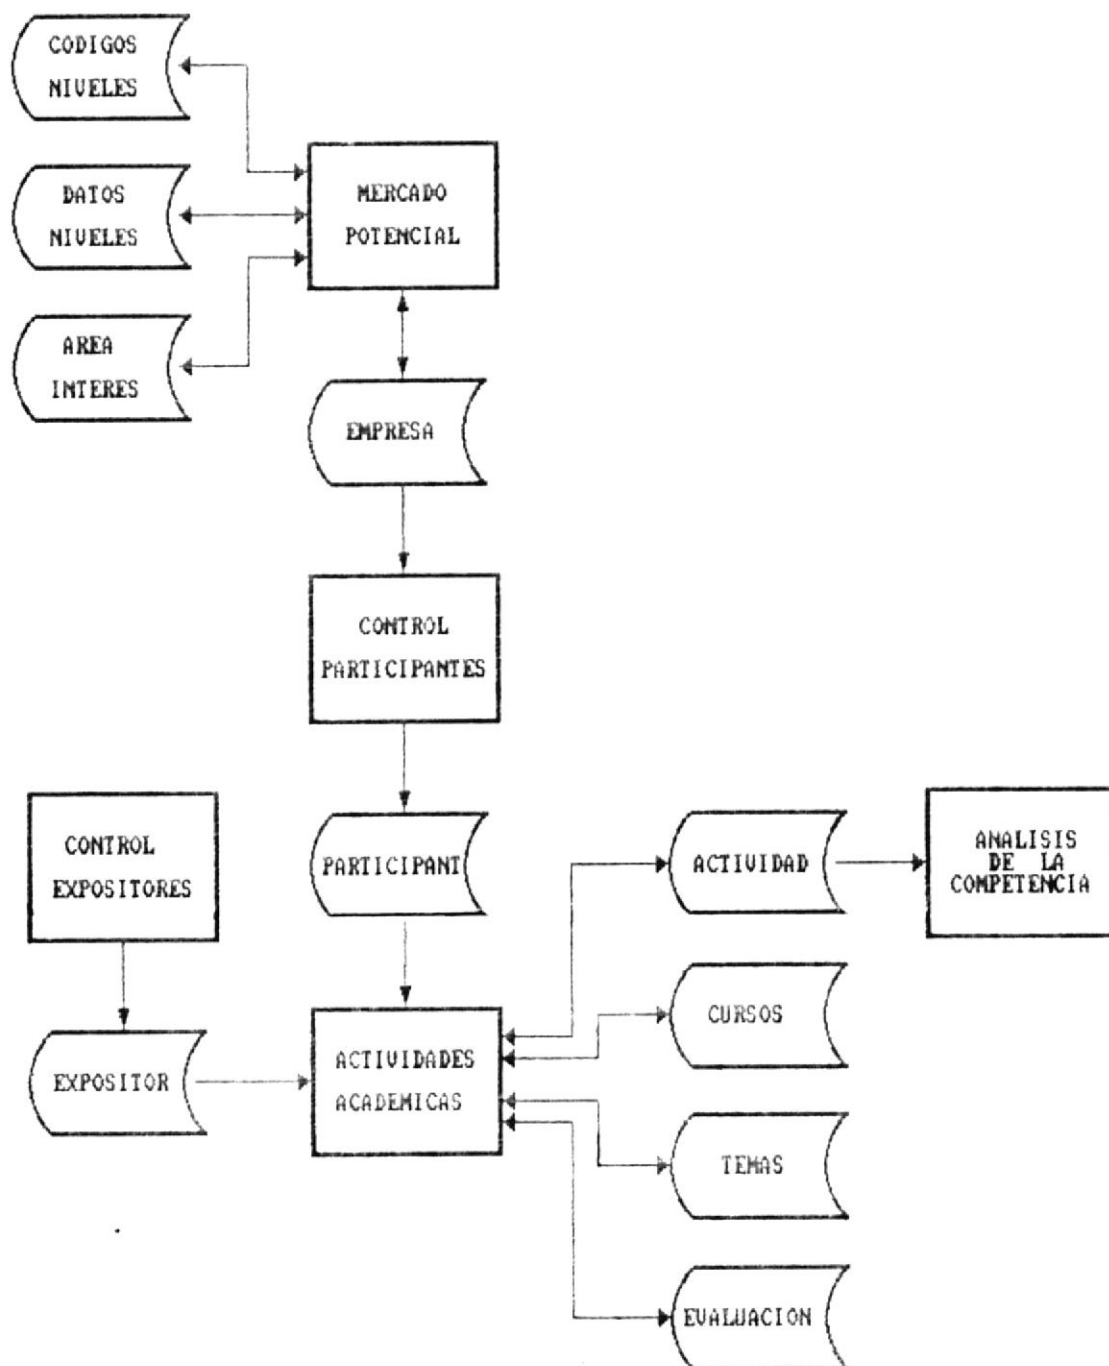 CODIGOS
NIVELES
MERCADO
POTENCIAL
DATOS
NIVELES
AREA
INTERES
EMPRESA
CONTROL
PARTICIPANTES
CONTROL
EXPOSITORES
PARTICIPANT
ACTIVIDAD
ANALISIS
DE LA
COMPETENCIA
CURSOS
EXPOSITOR
ACTIVIDADES
ACADEMICAS
TEMAS
EVALUACION